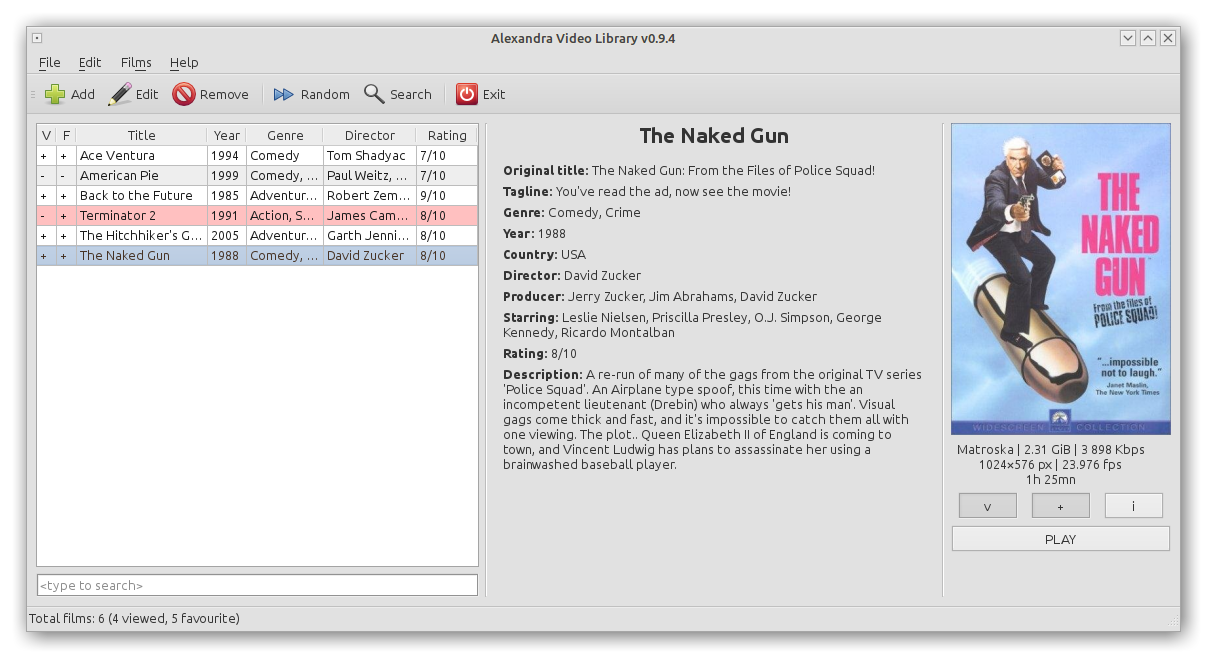 Alexandra Video Library v0.9.4
File Edit Films Help
Add Edit Remove Random Search Exit
V F Title Year Genre Director Rating
+ + Ace Ventura 1994 Comedy Tom Shadyac 7/10
- - American Pie 1999 Comedy, ... Paul Weitz, ... 7/10
+ + Back to the Future 1985 Adventur... Robert Zem... 9/10
- + Terminator 2 1991 Action, S... James Cam... 8/10
+ + The Hitchhiker's G... 2005 Adventur... Garth Jenni... 8/10
+ + The Naked Gun 1988 Comedy, ... David Zucker 8/10
<type to search>
Total films: 6 (4 viewed, 5 favourite)
The Naked Gun
Original title: The Naked Gun: From the Files of Police Squad!
Tagline: You've read the ad, now see the movie!
Genre: Comedy, Crime
Year: 1988
Country: USA
Director: David Zucker
Producer: Jerry Zucker, Jim Abrahams, David Zucker
Starring: Leslie Nielsen, Priscilla Presley, O.J. Simpson, George
Kennedy, Ricardo Montalban
Rating: 8/10
Description: A re-run of many of the gags from the original TV series
'Police Squad'. An Airplane type spoof, this time with the an
incompetent lieutenant (Drebin) who always 'gets his man'. Visual
gags come thick and fast, and it's impossible to catch them all with
one viewing. The plot.. Queen Elizabeth II of England is coming to
town, and Vincent Ludwig has plans to assassinate her using a
brainwashed baseball player.
THE
NAKED
GUN
From the files of
POLICE SQUAD!
"...impossible
not to laugh."
Janet Maslin,
The New York Times
WIDESCREEN COLLECTION
Matroska | 2.31 GiB | 3 898 Kbps
1024×576 px | 23.976 fps
1h 25mn
v + i
PLAY